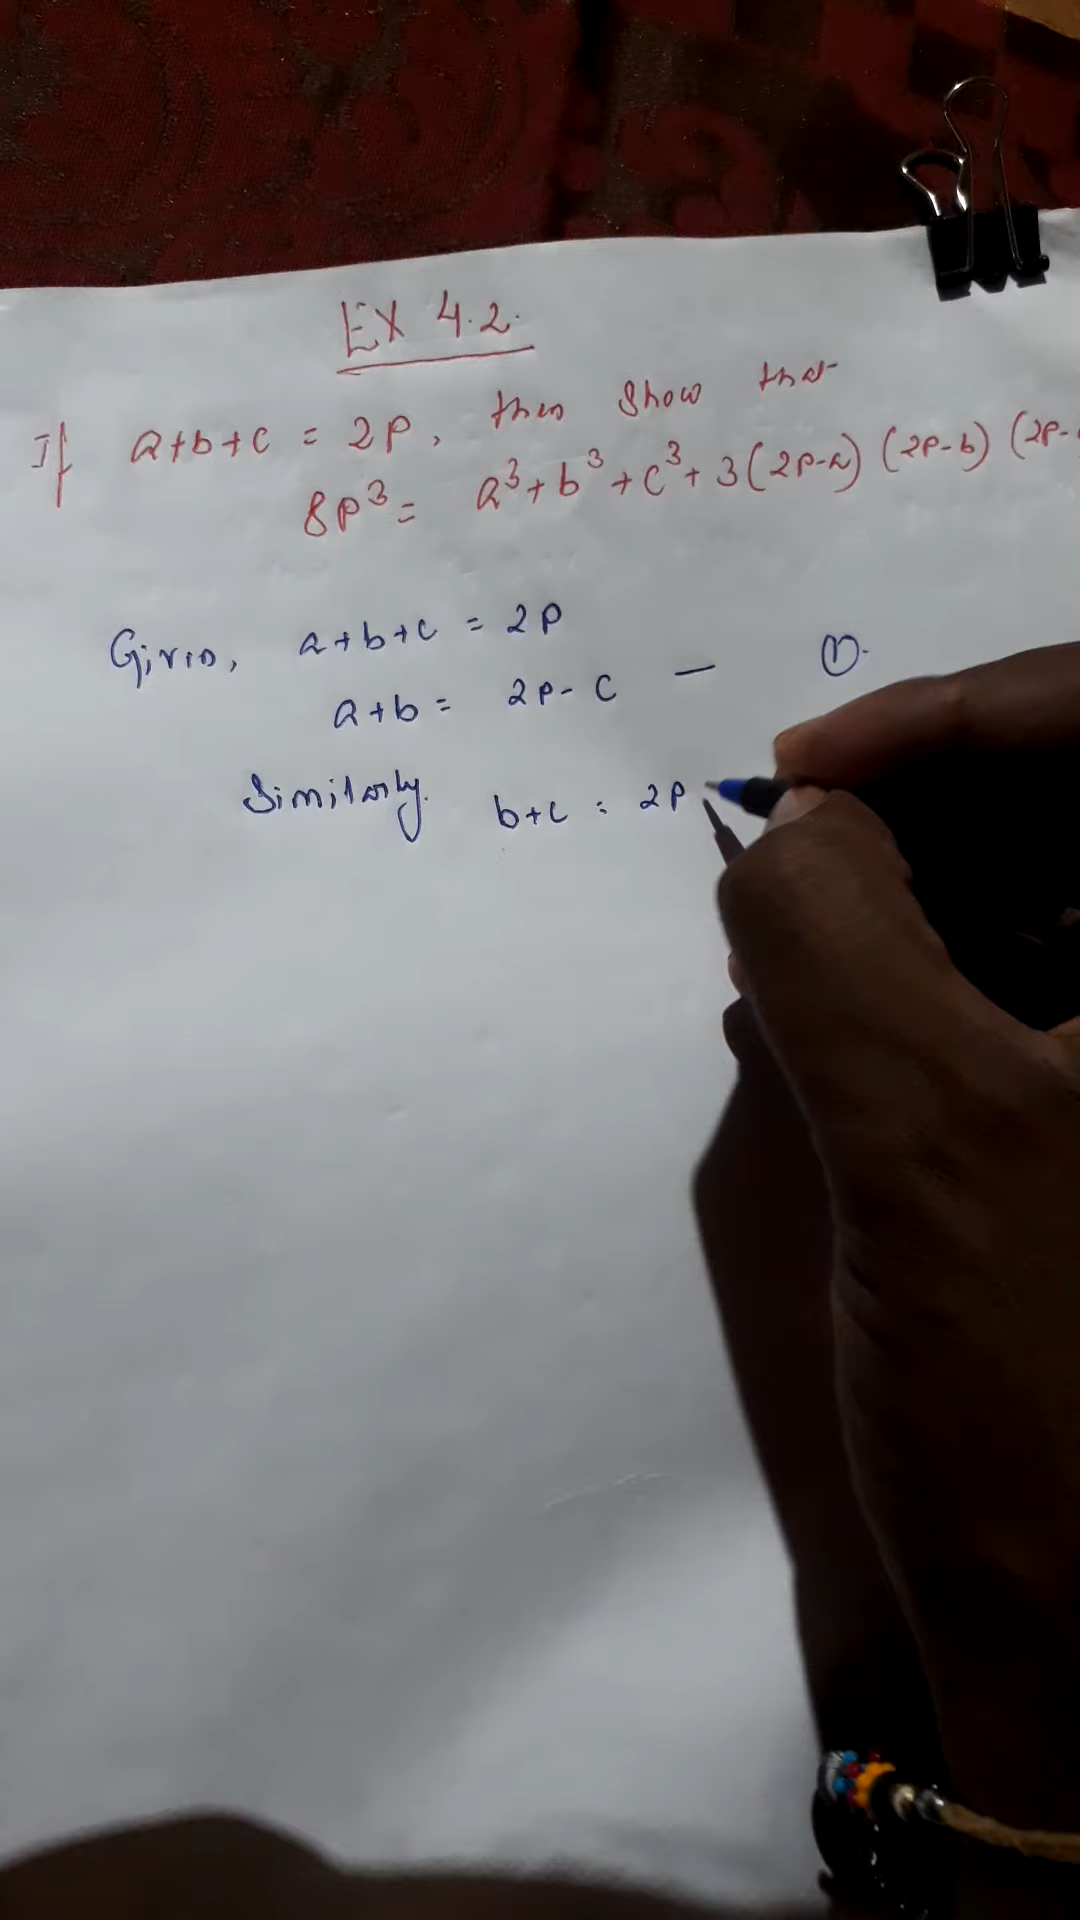 EX 4.2.
If a+b+c = 2P, then show that
8P³ = a³+b³+c³+3(2P-a)(2P-b)(2P-
Given, a+b+c = 2P
a+b = 2P-C — ①.
Similarly. b+c = 2P